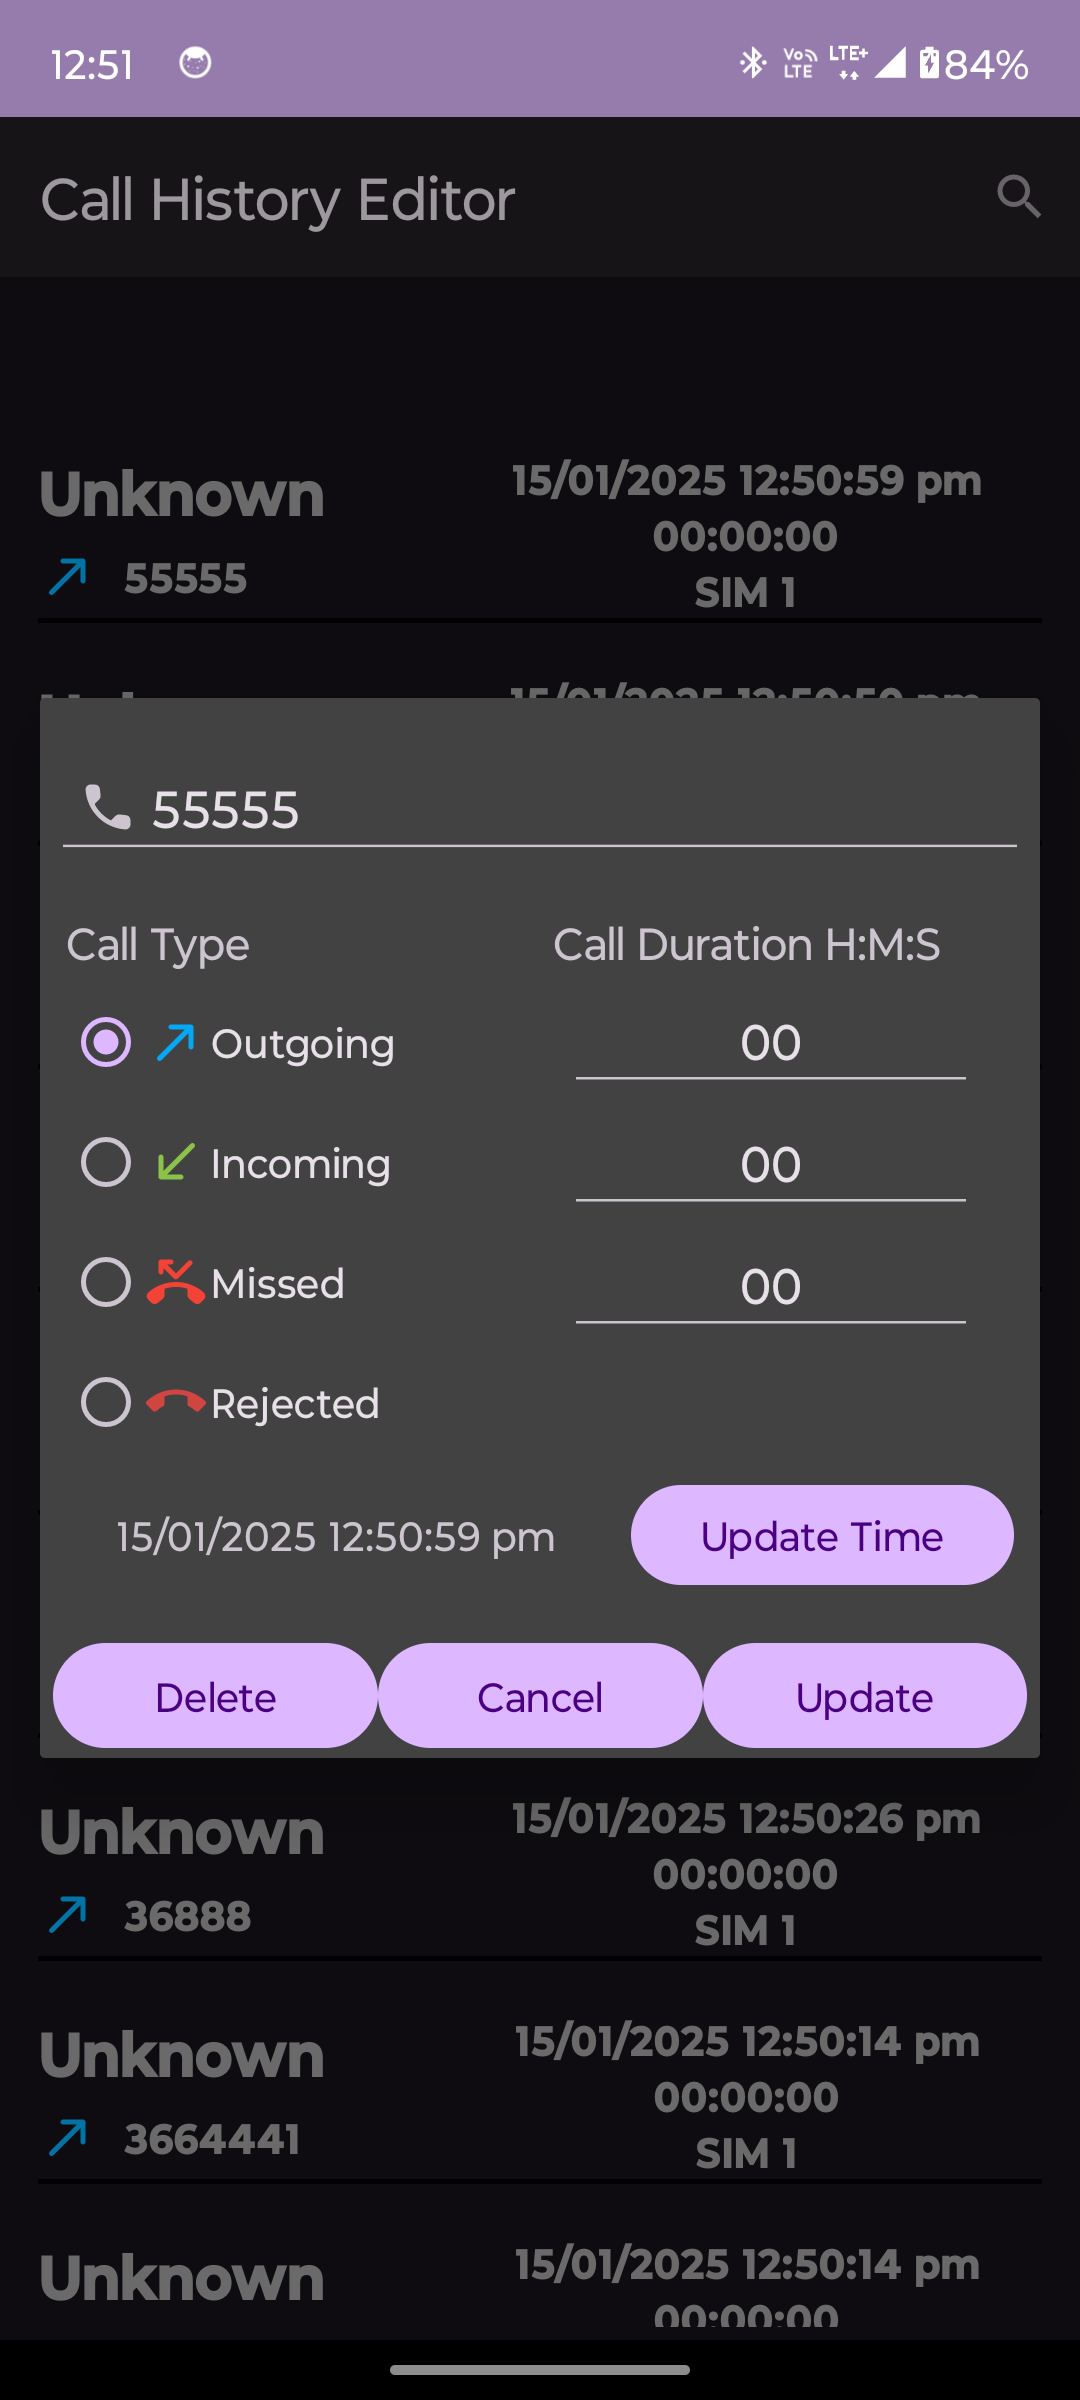 12:51
Vo LTE LTE+ 84%
Call History Editor
Unknown
15/01/2025 12:50:59 pm
00:00:00
55555
SIM 1
55555
Call Type
Call Duration H:M:S
Outgoing
00
Incoming
00
Missed
00
Rejected
15/01/2025 12:50:59 pm
Update Time
Delete
Cancel
Update
Unknown
15/01/2025 12:50:26 pm
00:00:00
36888
SIM 1
Unknown
15/01/2025 12:50:14 pm
00:00:00
3664441
SIM 1
Unknown
15/01/2025 12:50:14 pm
00:00:00